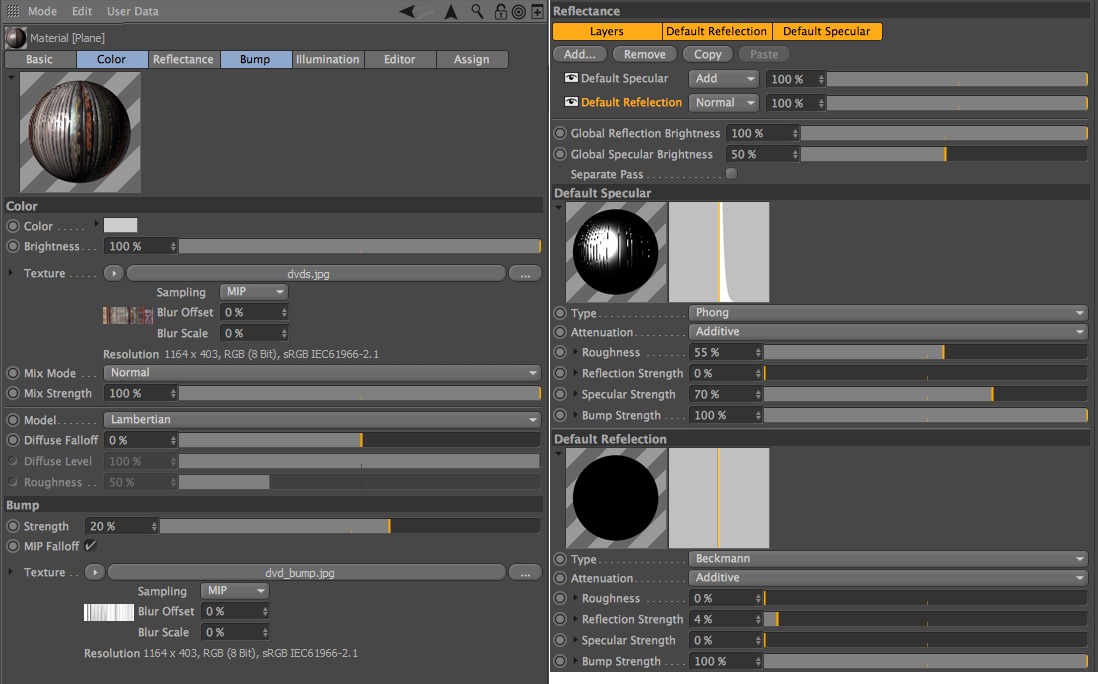 Mode Edit User Data
Material [Plane]
Basic Color Reflectance Bump Illumination Editor Assign
Color
Color . . . . .
Brightness . . . 100 %
Texture . . . . . dvds.jpg ...
Sampling MIP
Blur Offset 0 %
Blur Scale 0 %
Resolution 1164 x 403, RGB (8 Bit), sRGB IEC61966-2.1
Mix Mode . . . Normal
Mix Strength 100 %
Model . . . . . . Lambertian
Diffuse Falloff 0 %
Diffuse Level 100 %
Roughness . . 50 %
Bump
Strength 20 %
MIP Falloff
Texture . . dvd_bump.jpg ...
Sampling MIP
Blur Offset 0 %
Blur Scale 0 %
Resolution 1164 x 403, RGB (8 Bit), sRGB IEC61966-2.1
Reflectance
Layers Default Refelection Default Specular
Add... Remove Copy Paste
Default Specular Add 100 %
Default Refelection Normal 100 %
Global Reflection Brightness 100 %
Global Specular Brightness 50 %
Separate Pass . . . . . . . . . . . .
Default Specular
Type . . . . . . . . . . . . . Phong
Attenuation . . . . . . . . Additive
Roughness . . . . . . . 55 %
Reflection Strength 0 %
Specular Strength 70 %
Bump Strength . . . . 100 %
Default Refelection
Type . . . . . . . . . . . . . Beckmann
Attenuation . . . . . . . . Additive
Roughness . . . . . . . 0 %
Reflection Strength 4 %
Specular Strength 0 %
Bump Strength . . . . 100 %